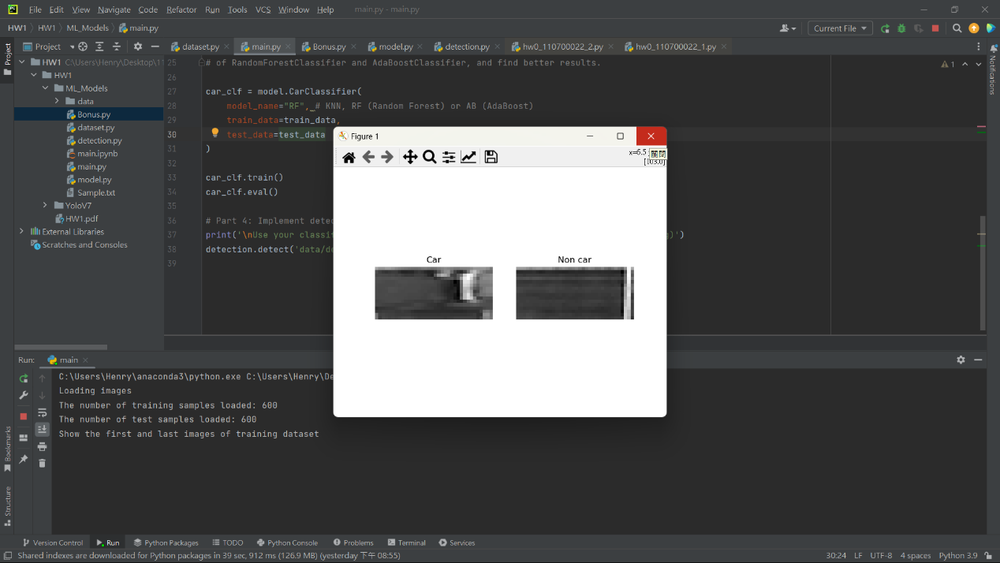 PC File Edit View Navigate Code Refactor Run Tools VCS Window Help main.py - main.py
HW1 HW1 ML_Models main.py
Current File
Project
dataset.py main.py Bonus.py model.py detection.py hw0_110700022_2.py hw0_110700022_1.py
Project
Notifications
HW1 C:\Users\Henry\Desktop\11
HW1
ML_Models
data
Bonus.py
dataset.py
detection.py
main.ipynb
main.py
model.py
Sample.txt
YoloV7
HW1.pdf
External Libraries
Scratches and Consoles
1
25 # of RandomForestClassifier and AdaBoostClassifier, and find better results.
26
27 car_clf = model.CarClassifier(
28 model_name="RF", # KNN, RF (Random Forest) or AB (AdaBoost)
29 train_data=train_data,
30 test_data=test_data
31 )
32
33 car_clf.train()
34 car_clf.eval()
35
36 # Part 4: Implement dete
37 print('\nUse your classif )')
38 detection.detect('data/de
39
Figure 1
x=6.5
關閉
[103.0]
Car Non car
Run: main
C:\Users\Henry\anaconda3\python.exe C:\Users\Henry\De
Loading images
The number of training samples loaded: 600
The number of test samples loaded: 600
Show the first and last images of training dataset
Bookmarks
Structure
Version Control Run Python Packages TODO Python Console Problems Terminal Services
Shared indexes are downloaded for Python packages in 39 sec, 912 ms (126.9 MB) (yesterday 下午 08:55) 30:24 LF UTF-8 4 spaces Python 3.9